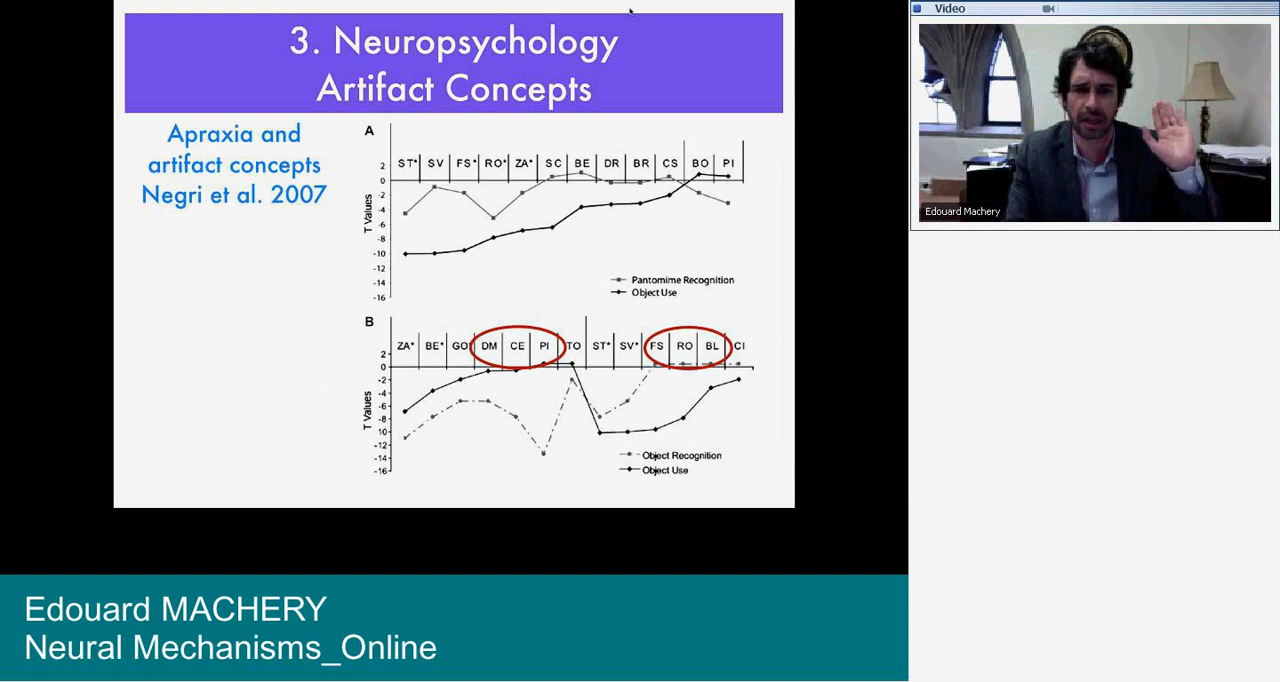 3. Neuropsychology
Artifact Concepts
Apraxia and
artifact concepts
Negri et al. 2007
A
ST* SV FS* RO* ZA* SC BE DR BR CS BO PI
2
0
-2
-4
-6
-8
-10
-12
-14
-16
T Values
Pantomime Recognition
Object Use
B
ZA* BE* GO DM CE PI TO ST* SV* FS RO BL CI
2
0
-2
-4
-6
-8
10
-12
-14
-16
T Values
Object Recognition
Object Use
Video
Edouard Machery
Edouard MACHERY
Neural Mechanisms_Online